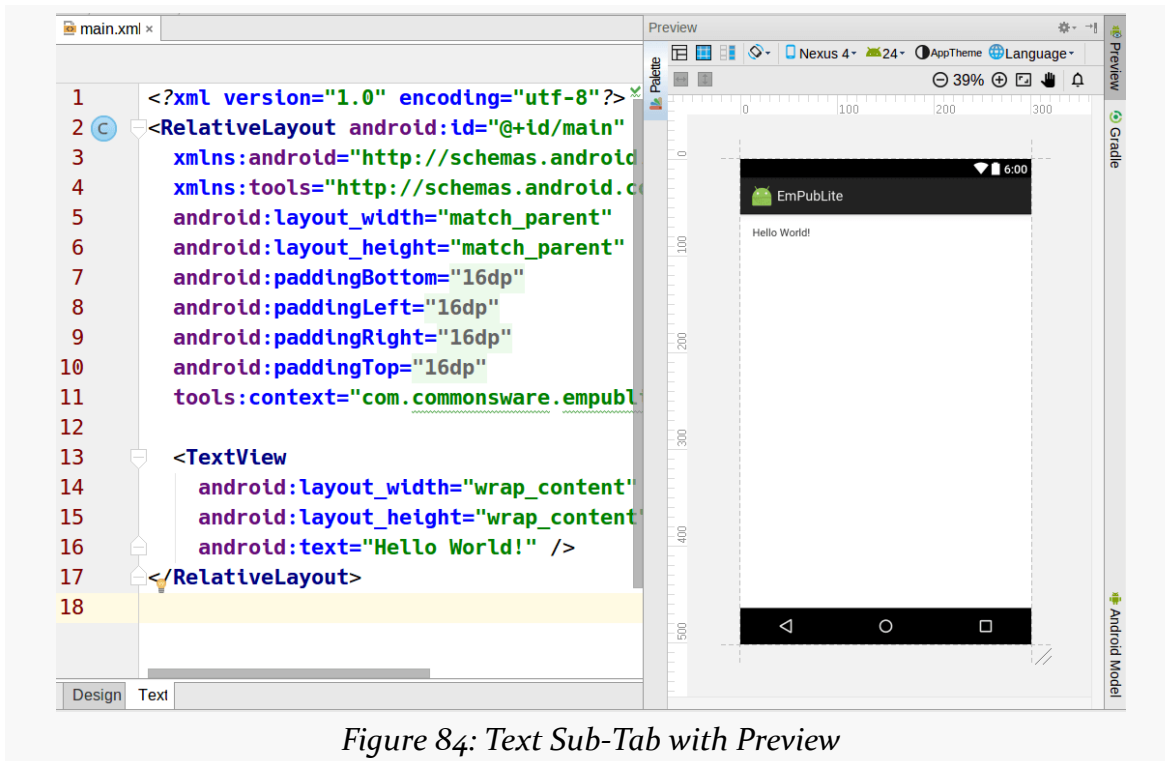 main.xml
1 <?xml version="1.0" encoding="utf-8"?>
2 C <RelativeLayout android:id="@+id/main"
3 xmlns:android="http://schemas.android
4 xmlns:tools="http://schemas.android.c
5 android:layout_width="match_parent"
6 android:layout_height="match_parent"
7 android:paddingBottom="16dp"
8 android:paddingLeft="16dp"
9 android:paddingRight="16dp"
10 android:paddingTop="16dp"
11 tools:context="com.commonsware.empubl
12
13 <TextView
14 android:layout_width="wrap_content"
15 android:layout_height="wrap_content"
16 android:text="Hello World!" />
17 </RelativeLayout>
18
Design Text
Preview
Palette
Nexus 4 24 AppTheme Language
39%
0 100 200 300
0
100
200
300
400
500
6:00
EmPubLite
Hello World!
Preview
Gradle
Android Model
Figure 84: Text Sub-Tab with Preview